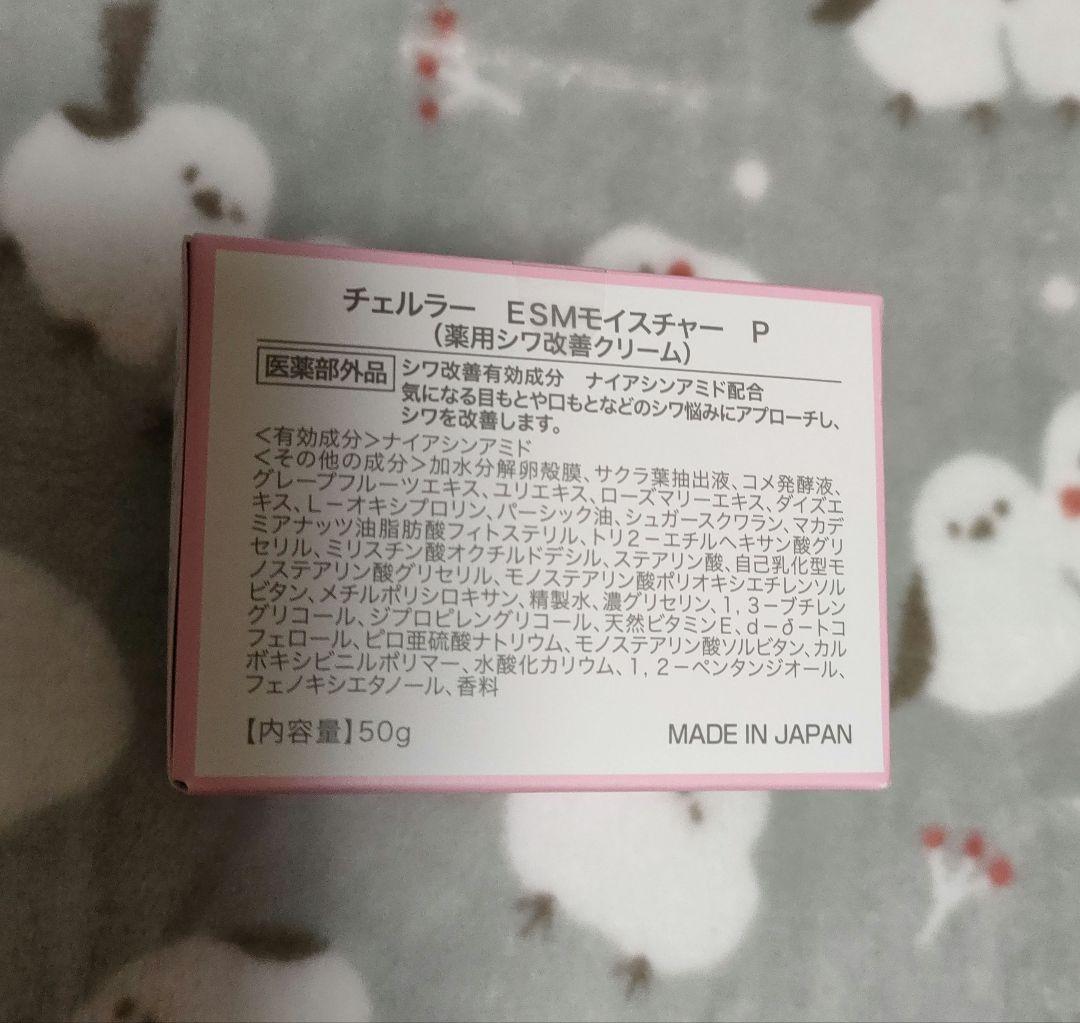 チェルラー　ESMモイスチャー　P
（薬用シワ改善クリーム）
医薬部外品
シワ改善有効成分　ナイアシンアミド配合
気になる目もとや口もとなどのシワ悩みにアプローチし、
シワを改善します。
＜有効成分＞ナイアシンアミド
＜その他の成分＞加水分解卵殻膜、サクラ葉抽出液、コメ発酵液、
グレープフルーツエキス、ユリエキス、ローズマリーエキス、ダイズエ
キス、L－オキシプロリン、パーシック油、シュガースクワラン、マカデ
ミアナッツ油脂肪酸フィトステリル、トリ2－エチルヘキサン酸グリ
セリル、ミリスチン酸オクチルドデシル、ステアリン酸、自己乳化型モ
ノステアリン酸グリセリル、モノステアリン酸ポリオキシエチレンソル
ビタン、メチルポリシロキサン、精製水、濃グリセリン、1，3－ブチレン
グリコール、ジプロピレングリコール、天然ビタミンE、d－δ－トコ
フェロール、ピロ亜硫酸ナトリウム、モノステアリン酸ソルビタン、カル
ボキシビニルポリマー、水酸化カリウム、1，2－ペンタンジオール、
フェノキシエタノール、香料
【内容量】50g
MADE IN JAPAN